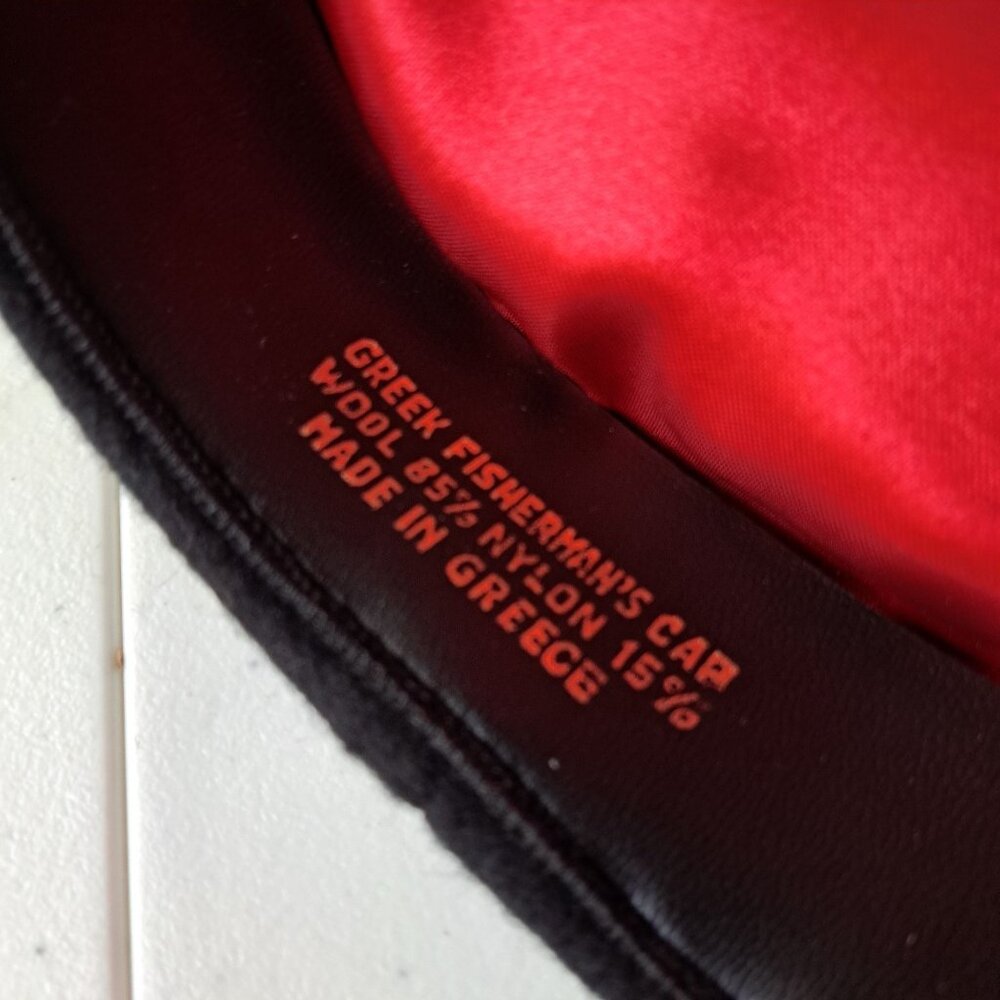 GREEK FISHERMAN'S CAP
WOOL 85% NYLON 15%
MADE IN GREECE